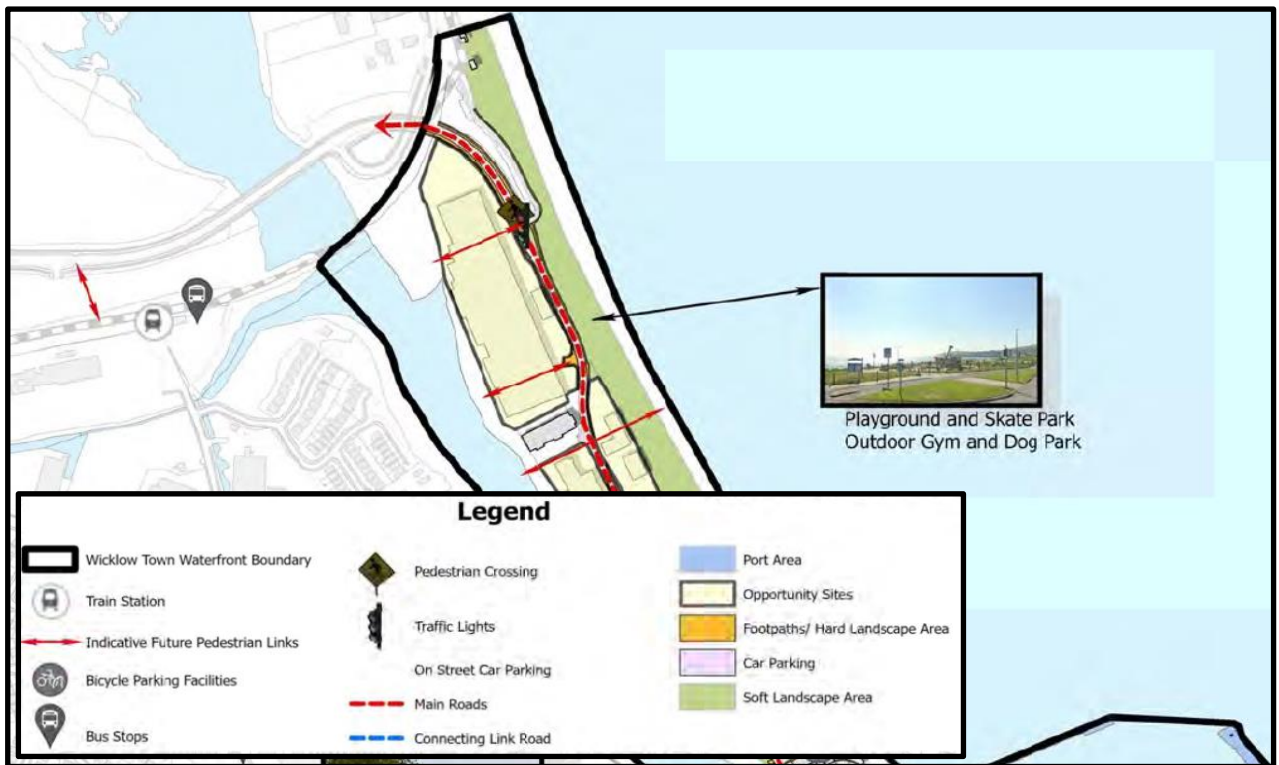 Playground and Skate Park
Outdoor Gym and Dog Park
Legend
Wicklow Town Waterfront Boundary
Train Station
Indicative Future Pedestrian Links
Bicycle Parking Facilities
Bus Stops
Pedestrian Crossing
Traffic Lights
On Street Car Parking
Main Roads
Connecting Link Road
Port Area
Opportunity Sites
Footpaths/ Hard Landscape Area
Car Parking
Soft Landscape Area